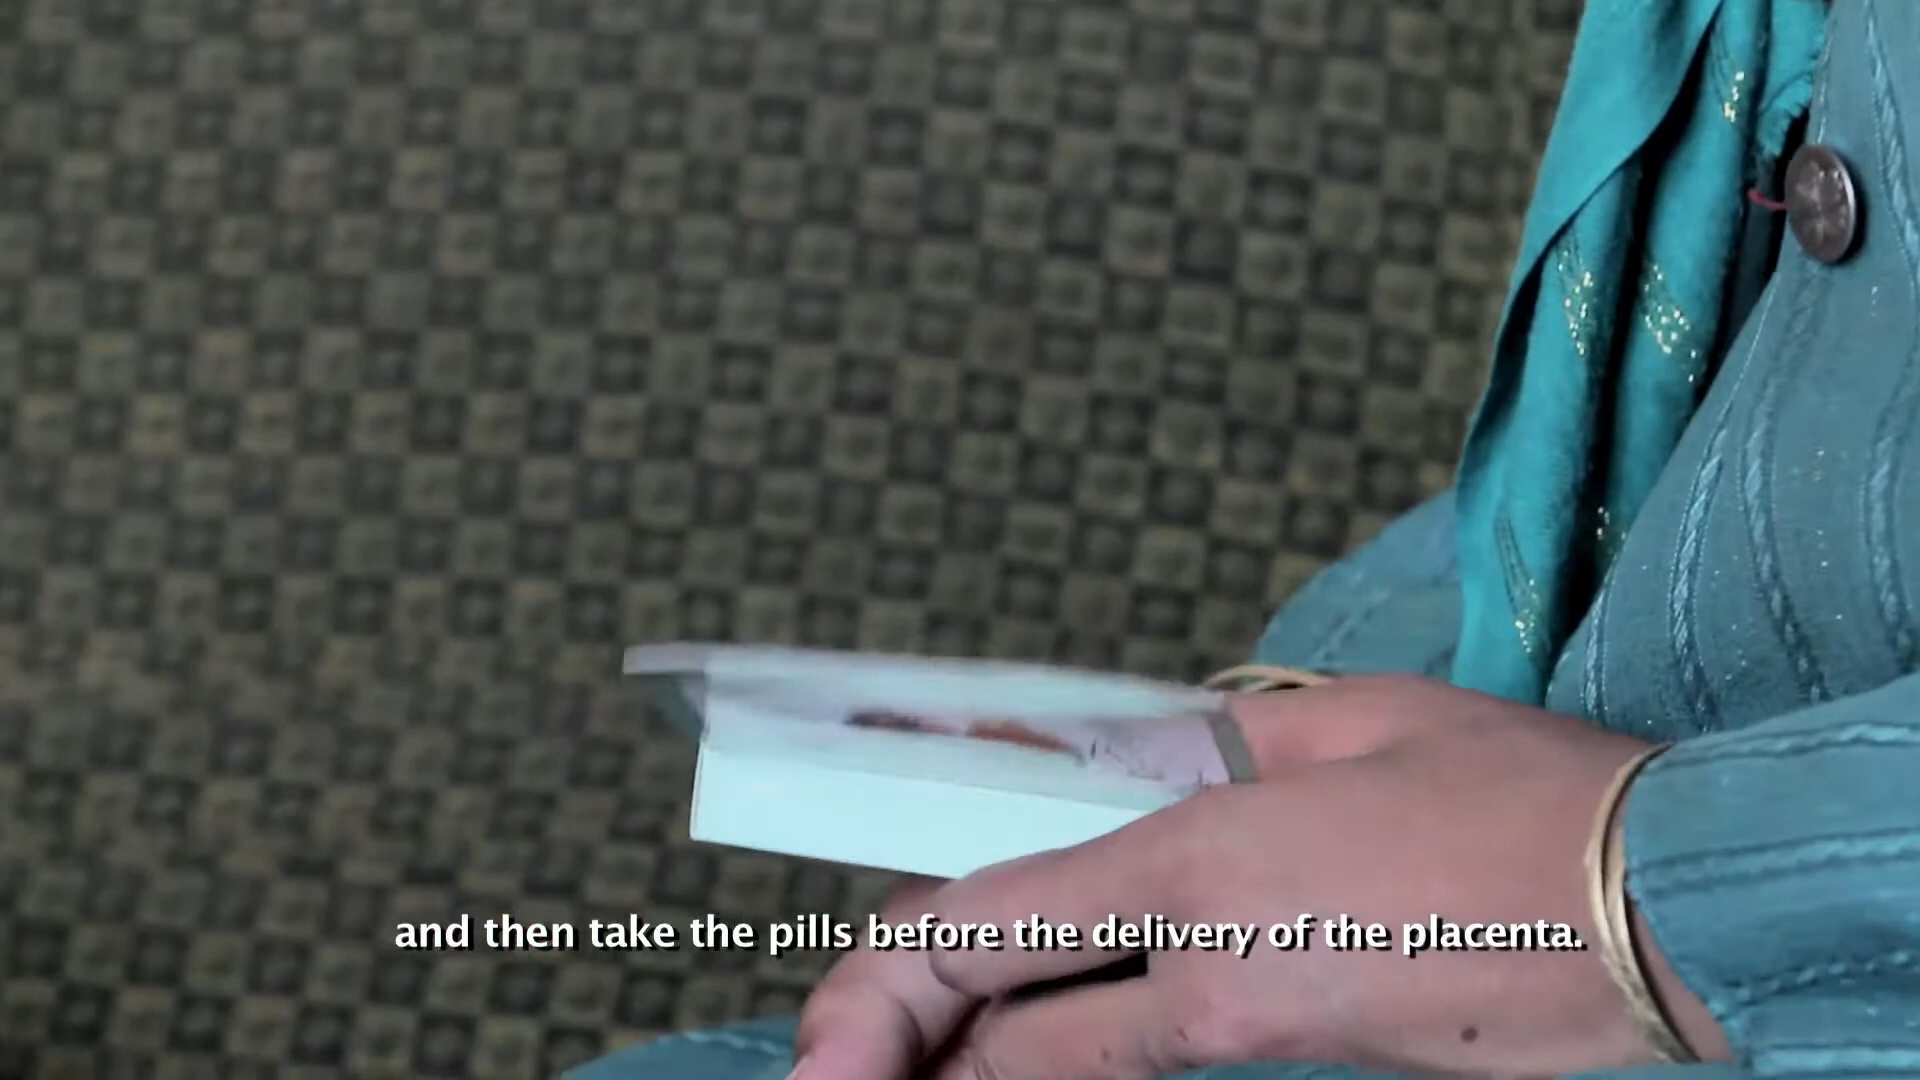 and then take the pills before the delivery of the placenta.